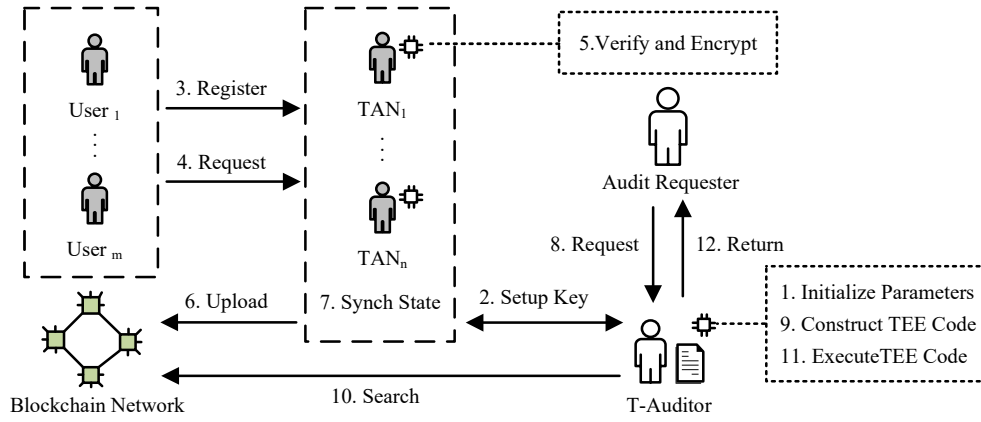 User 1
User m
3. Register
4. Request
TAN1
TANn
7. Synch State
5.Verify and Encrypt
Audit Requester
8. Request
12. Return
6. Upload
2. Setup Key
1. Initialize Parameters
9. Construct TEE Code
11. ExecuteTEE Code
10. Search
Blockchain Network
T-Auditor